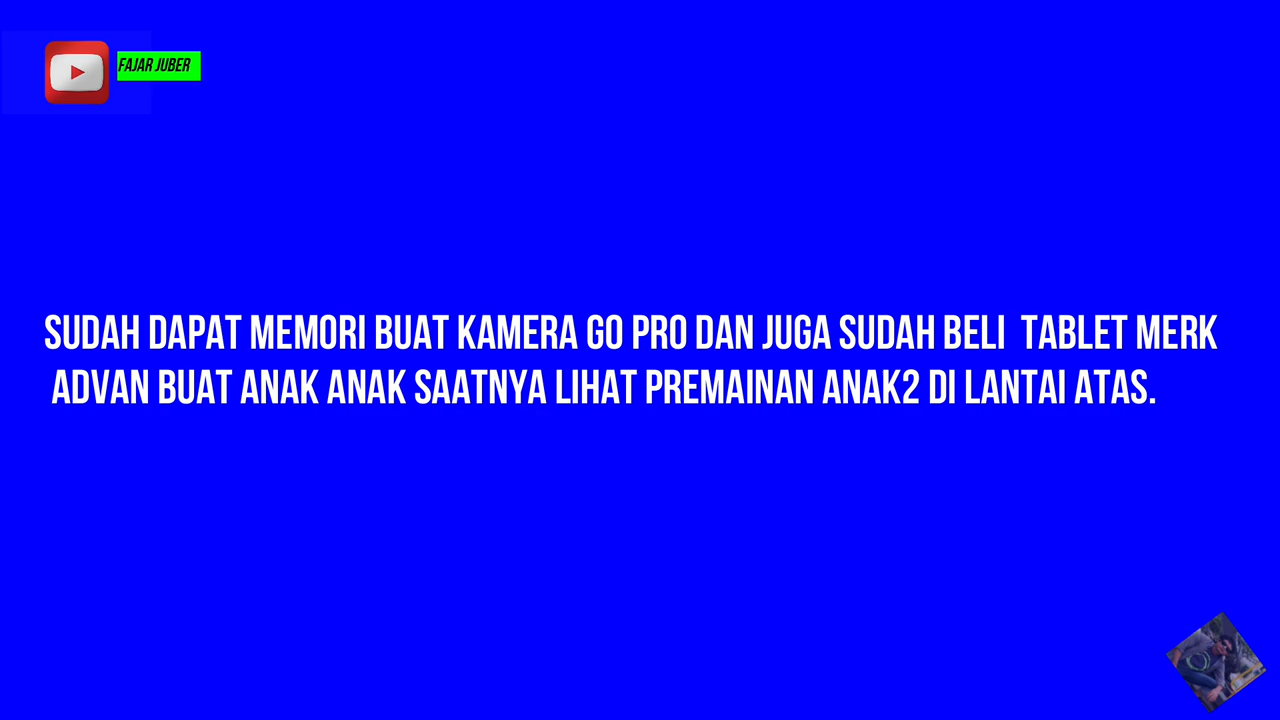 FAJAR JUBER
SUDAH DAPAT MEMORI BUAT KAMERA GO PRO DAN JUGA SUDAH BELI TABLET MERK
ADVAN BUAT ANAK ANAK SAATNYA LIHAT PREMAINAN ANAK2 DI LANTAI ATAS.